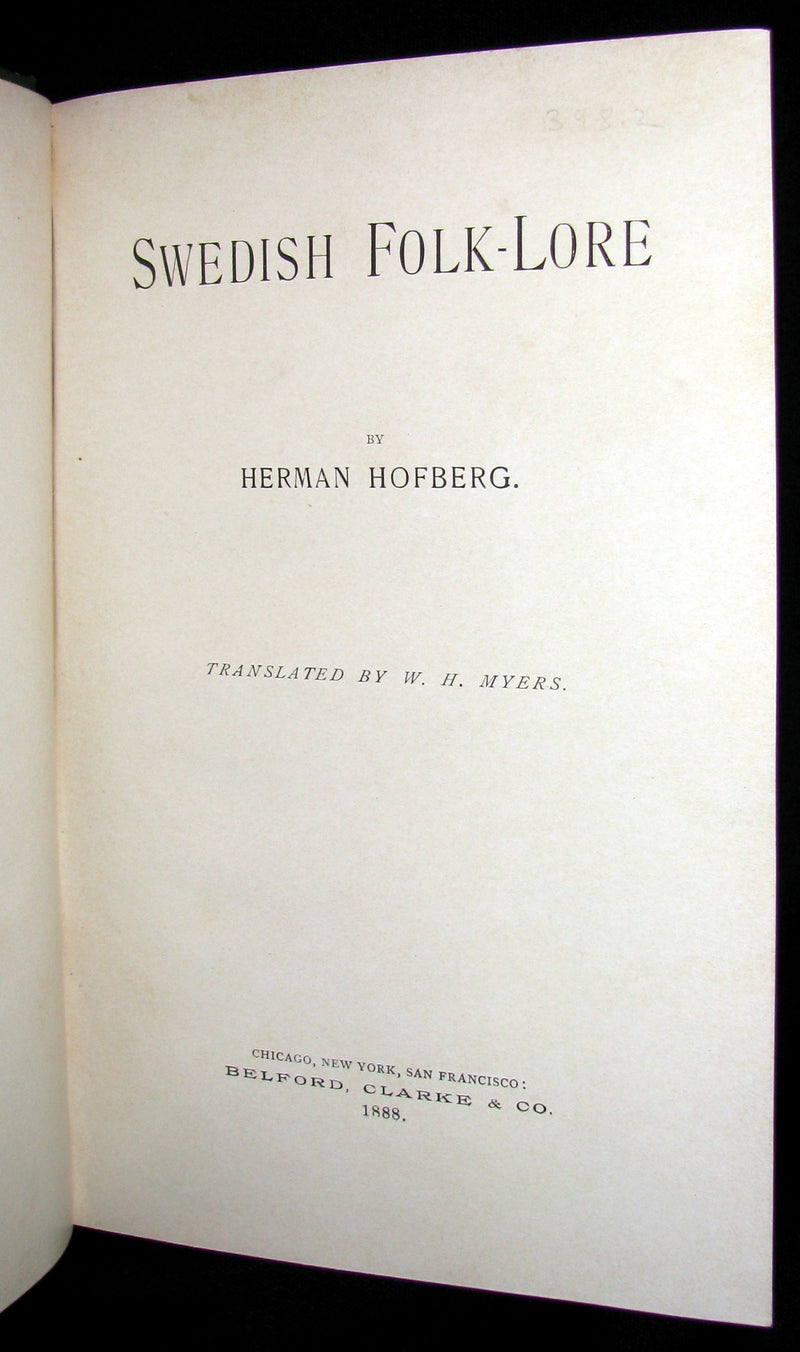 398.2
SWEDISH FOLK-LORE
BY
HERMAN HOFBERG.
TRANSLATED BY W. H. MYERS.
CHICAGO, NEW YORK, SAN FRANCISCO:
BELFORD, CLARKE & CO.
1888.